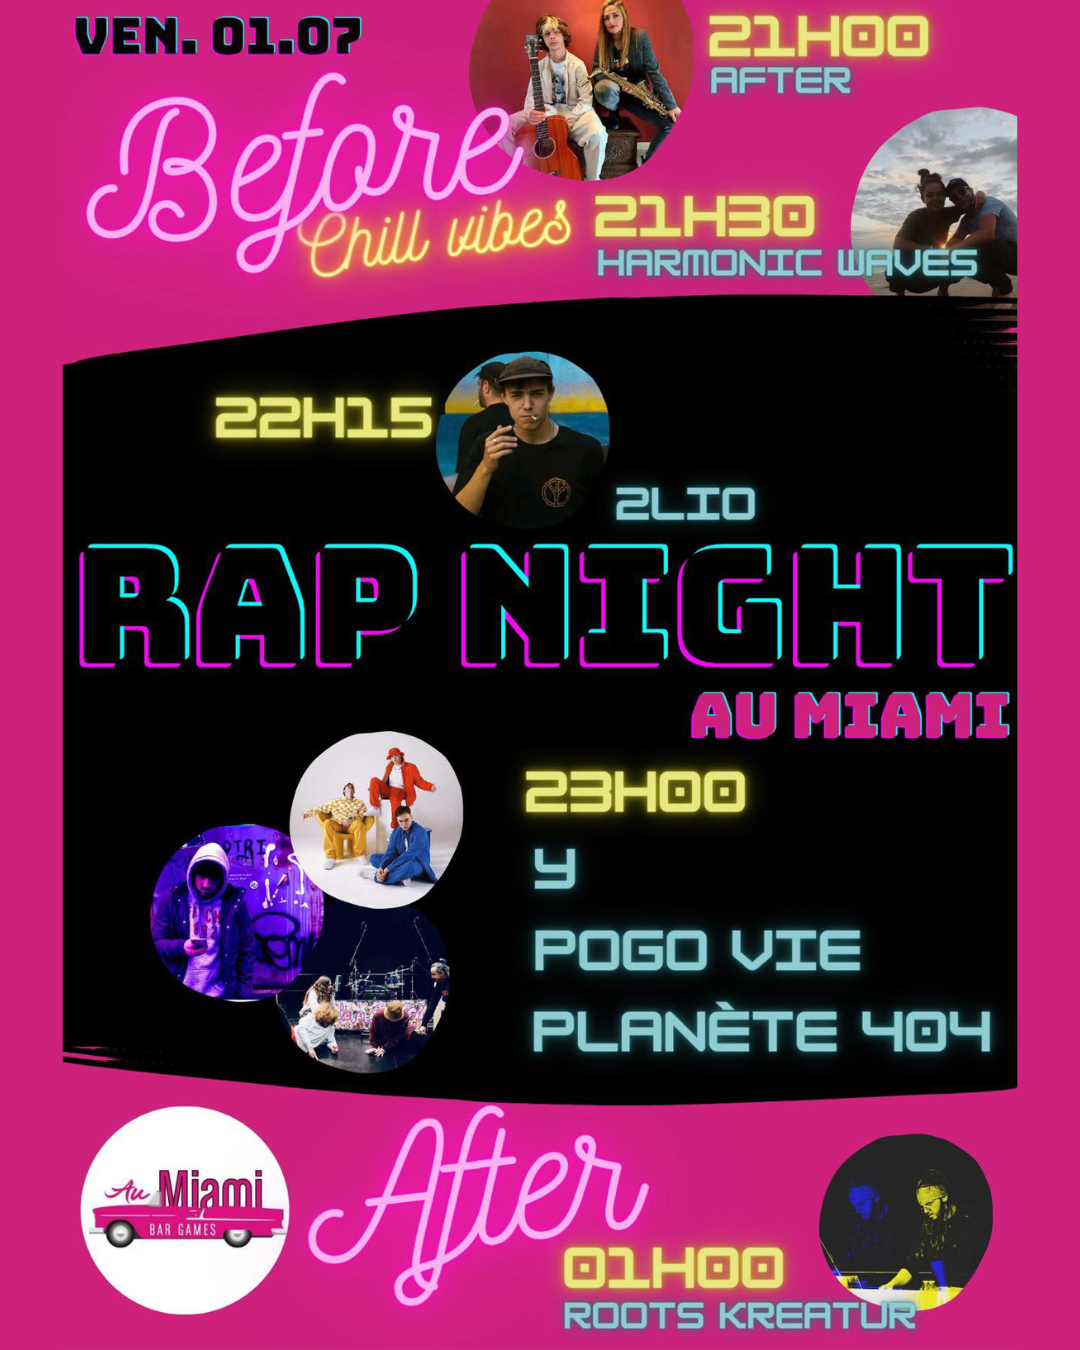 VEN. 01.07
Before
Chill vibes
21H00
AFTER
21H30
HARMONIC WAVES
22H15
2LIO
RAP NIGHT
AU MIAMI
23H00
Y
POGO VIE
PLANÈTE 404
Au Miami
BAR GAMES
After
01H00
ROOTS KREATUR